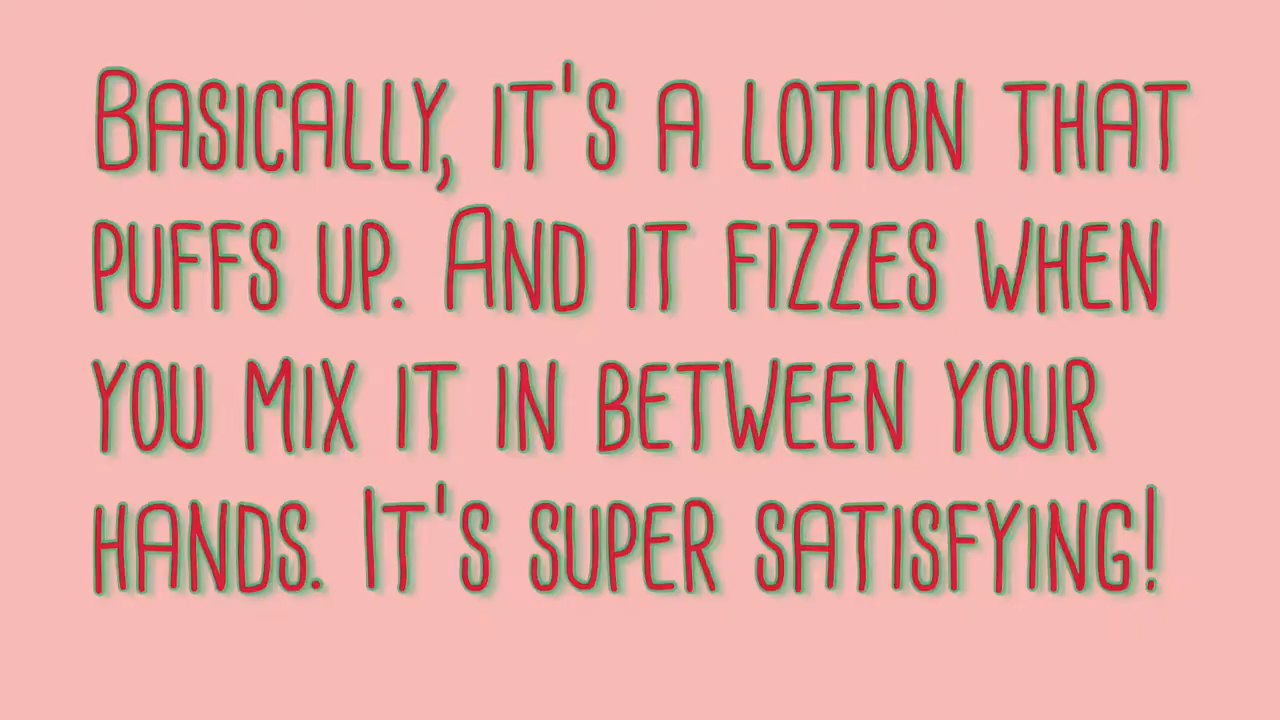 Basically, it's a lotion that
puffs up. And it fizzes when
you mix it in between your
hands. It's super satisfying!